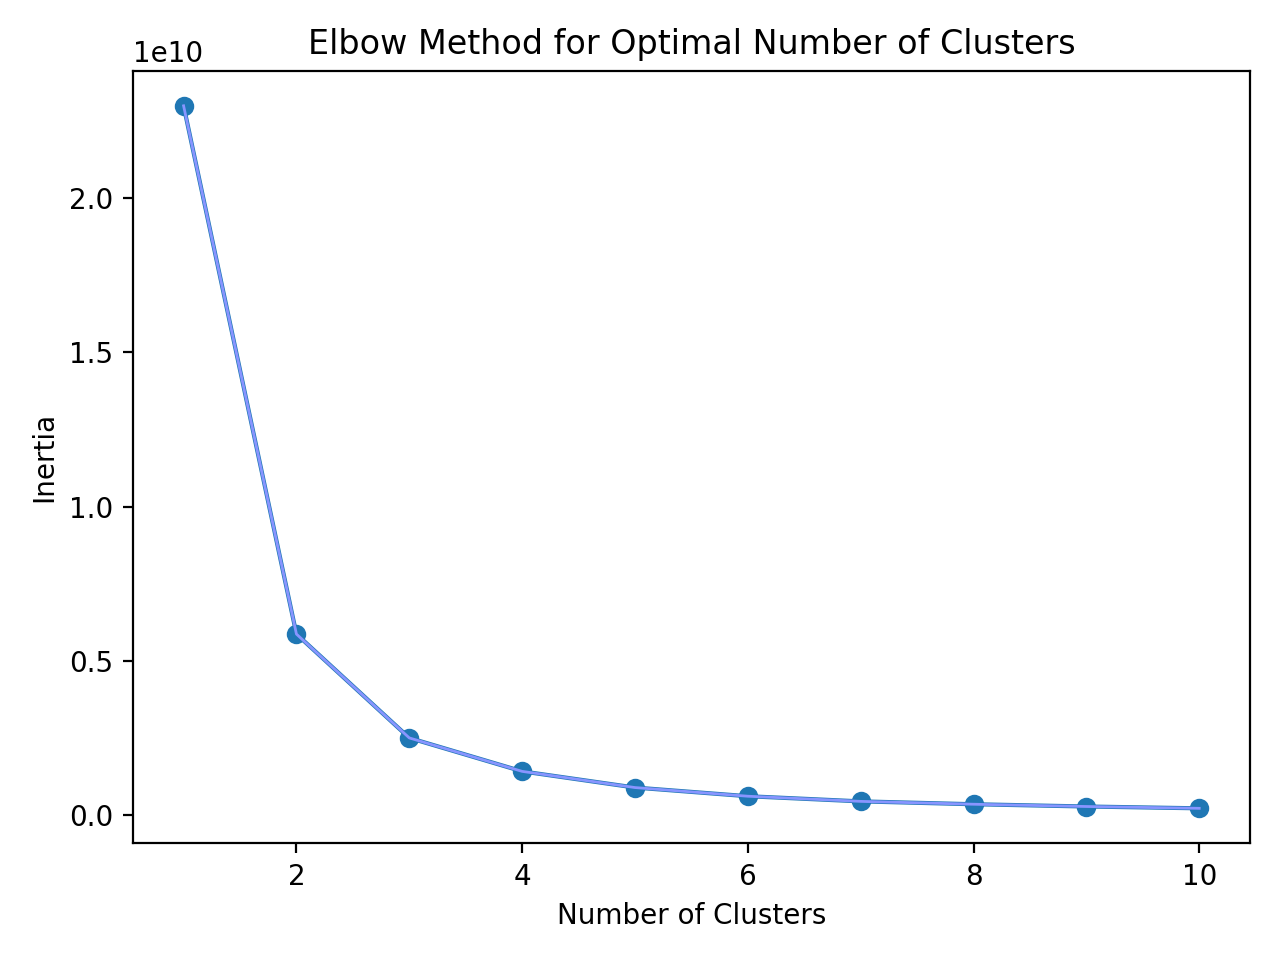 Elbow Method for Optimal Number of Clusters
1e10
2.0
1.5
1.0
0.5
0.0
Inertia
2 4 6 8 10
Number of Clusters